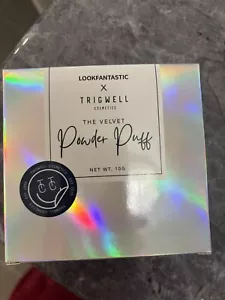 LOOKFANTASTIC
X
TRIGWELL
COSMETICS
THE VELVET
Powder Puff
NET WT. 10G